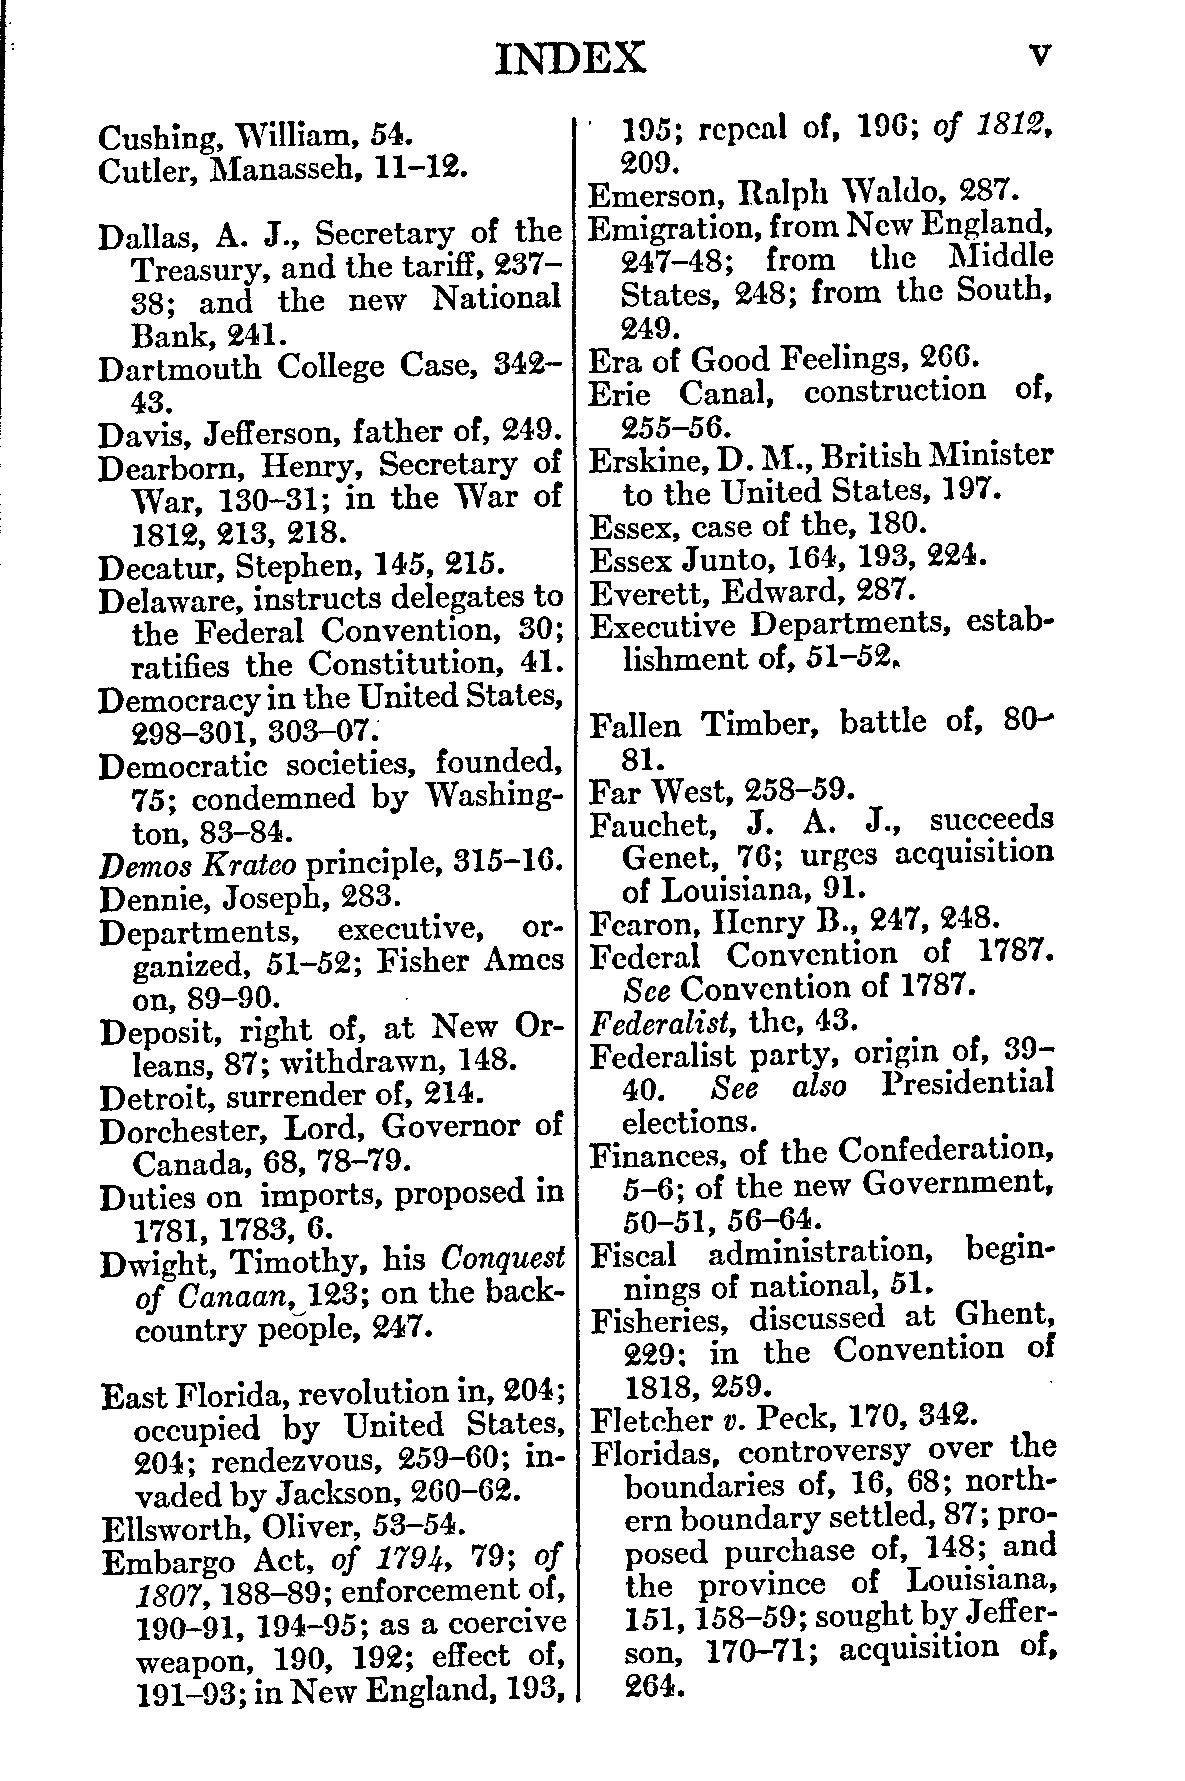 INDEX v
Cushing, William, 54.
Cutler, Manasseh, 11–12.
Dallas, A. J., Secretary of the
Treasury, and the tariff, 237–
38; and the new National
Bank, 241.
Dartmouth College Case, 342–
43.
Davis, Jefferson, father of, 249.
Dearborn, Henry, Secretary of
War, 130–31; in the War of
1812, 213, 218.
Decatur, Stephen, 145, 215.
Delaware, instructs delegates to
the Federal Convention, 30;
ratifies the Constitution, 41.
Democracy in the United States,
298–301, 303–07.
Democratic societies, founded,
75; condemned by Washing-
ton, 83–84.
Demos Krateo principle, 315–16.
Dennie, Joseph, 283.
Departments, executive, or-
ganized, 51–52; Fisher Ames
on, 89–90.
Deposit, right of, at New Or-
leans, 87; withdrawn, 148.
Detroit, surrender of, 214.
Dorchester, Lord, Governor of
Canada, 68, 78–79.
Duties on imports, proposed in
1781, 1783, 6.
Dwight, Timothy, his Conquest
of Canaan, 123; on the back-
country people, 247.
East Florida, revolution in, 204;
occupied by United States,
204; rendezvous, 259–60; in-
vaded by Jackson, 260–62.
Ellsworth, Oliver, 53–54.
Embargo Act, of 1794, 79; of
1807, 188–89; enforcement of,
190–91, 194–95; as a coercive
weapon, 190, 192; effect of,
191–93; in New England, 193,
195; repeal of, 196; of 1812,
209.
Emerson, Ralph Waldo, 287.
Emigration, from New England,
247–48; from the Middle
States, 248; from the South,
249.
Era of Good Feelings, 266.
Erie Canal, construction of,
255–56.
Erskine, D. M., British Minister
to the United States, 197.
Essex, case of the, 180.
Essex Junto, 164, 193, 224.
Everett, Edward, 287.
Executive Departments, estab-
lishment of, 51–52.
Fallen Timber, battle of, 80–
81.
Far West, 258–59.
Fauchet, J. A. J., succeeds
Genet, 76; urges acquisition
of Louisiana, 91.
Fearon, Henry B., 247, 248.
Federal Convention of 1787.
See Convention of 1787.
Federalist, the, 43.
Federalist party, origin of, 39–
40. See also Presidential
elections.
Finances, of the Confederation,
5–6; of the new Government,
50–51, 56–64.
Fiscal administration, begin-
nings of national, 51.
Fisheries, discussed at Ghent,
229; in the Convention of
1818, 259.
Fletcher v. Peck, 170, 342.
Floridas, controversy over the
boundaries of, 16, 68; north-
ern boundary settled, 87; pro-
posed purchase of, 148; and
the province of Louisiana,
151, 158–59; sought by Jeffer-
son, 170–71; acquisition of,
264.